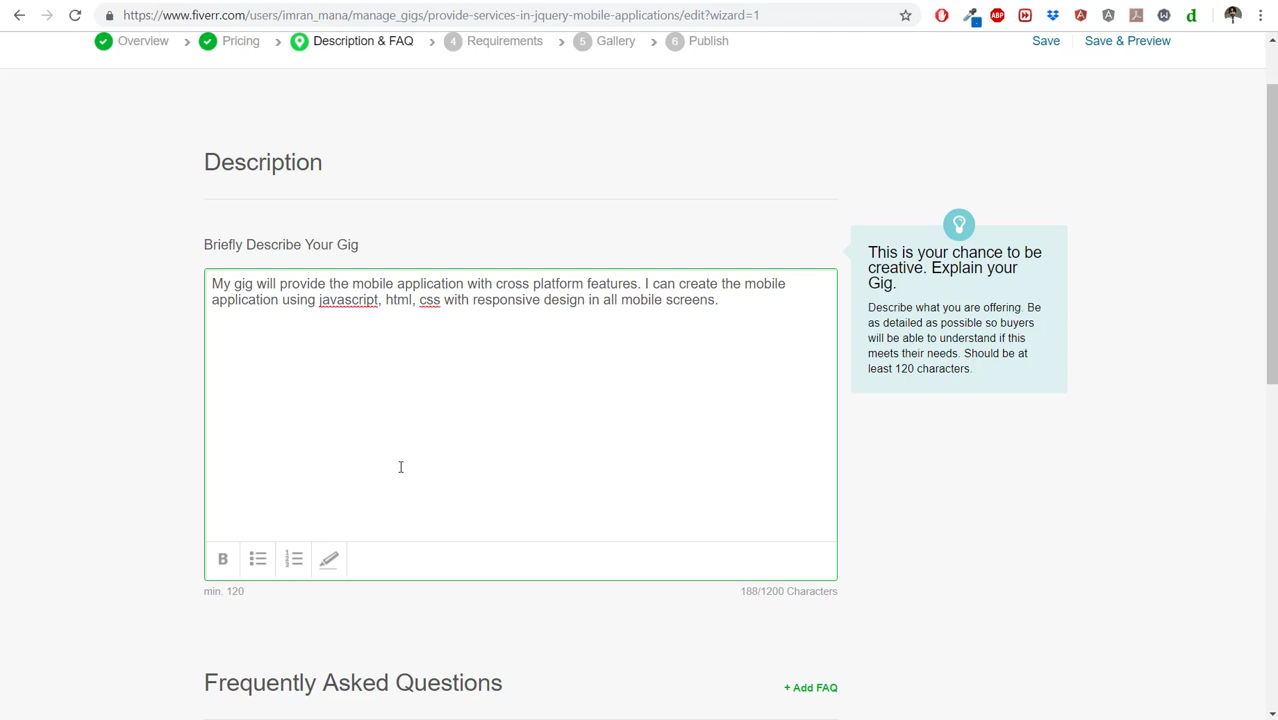 https://www.fiverr.com/users/imen_mana/manage_gigs/provide-services-in-jquery-mobile-applications/edit?wizard=1
Overview > Pricing > Description & FAQ > 4 Requirements > 5 Gallery > 6 Publish Save Save & Preview
Description
Briefly Describe Your Gig
My gig will provide the mobile application with cross platform features. I can create the mobile
application using javascript, html, css with responsive design in all mobile screens.
This is your chance to be
creative. Explain your
Gig.
Describe what you are offering. Be
as detailed as possible so buyers
will be able to understand if this
meets their needs. Should be at
least 120 characters.
B
min. 120
188/1200 Characters
Frequently Asked Questions
+ Add FAQ